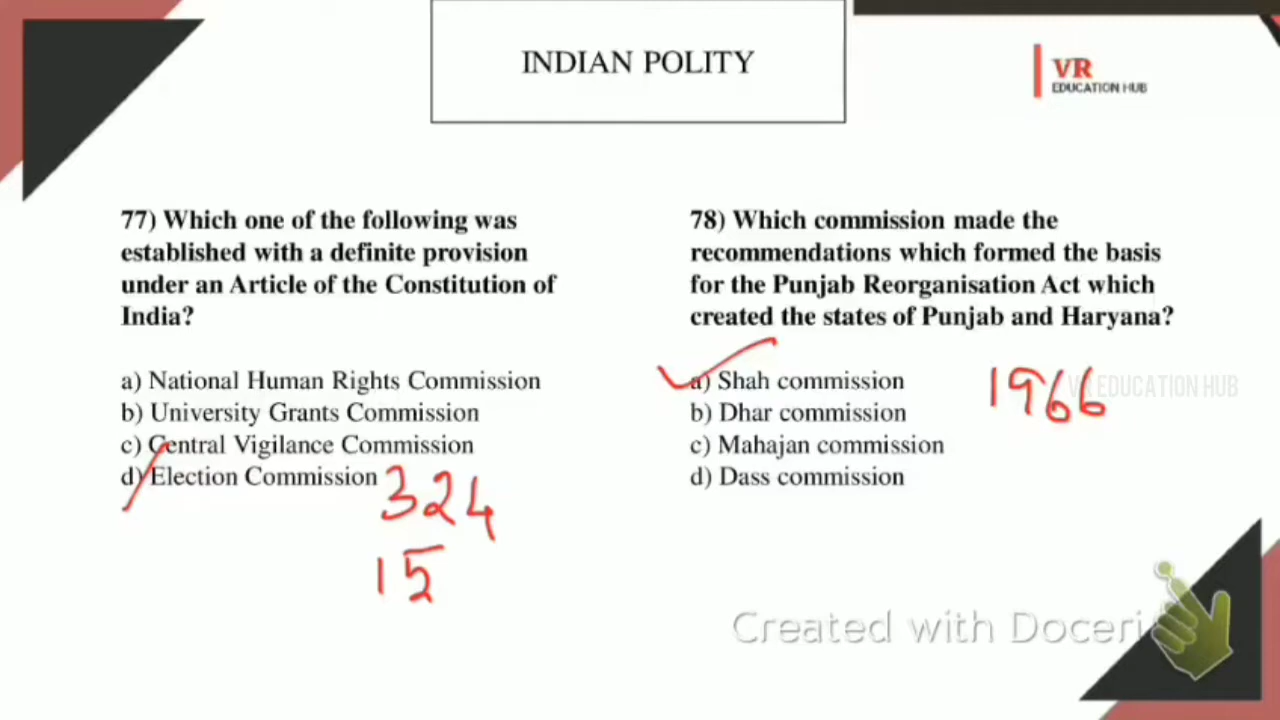 INDIAN POLITY
VR
EDUCATION HUB
77) Which one of the following was
established with a definite provision
under an Article of the Constitution of
India?
a) National Human Rights Commission
b) University Grants Commission
c) Central Vigilance Commission
d) Election Commission
324
15
78) Which commission made the
recommendations which formed the basis
for the Punjab Reorganisation Act which
created the states of Punjab and Haryana?
a) Shah commission
b) Dhar commission
c) Mahajan commission
d) Dass commission
1966
VR EDUCATION HUB
Created with Doceri